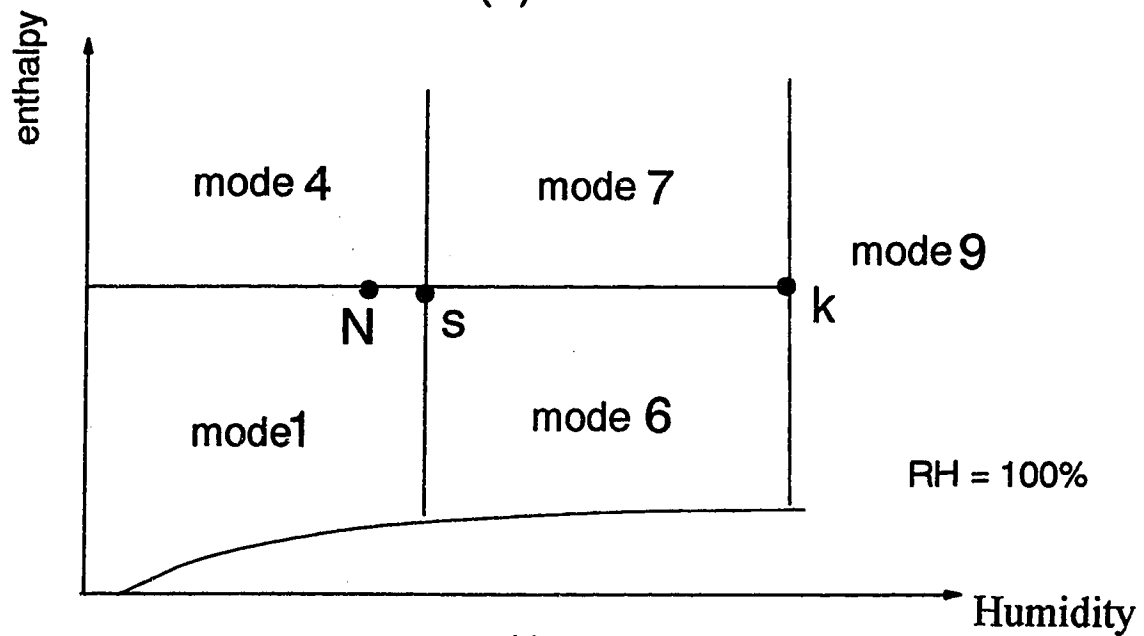 enthalpy
mode 4
mode 7
mode 9
N
s
k
mode1
mode 6
RH = 100%
Humidity